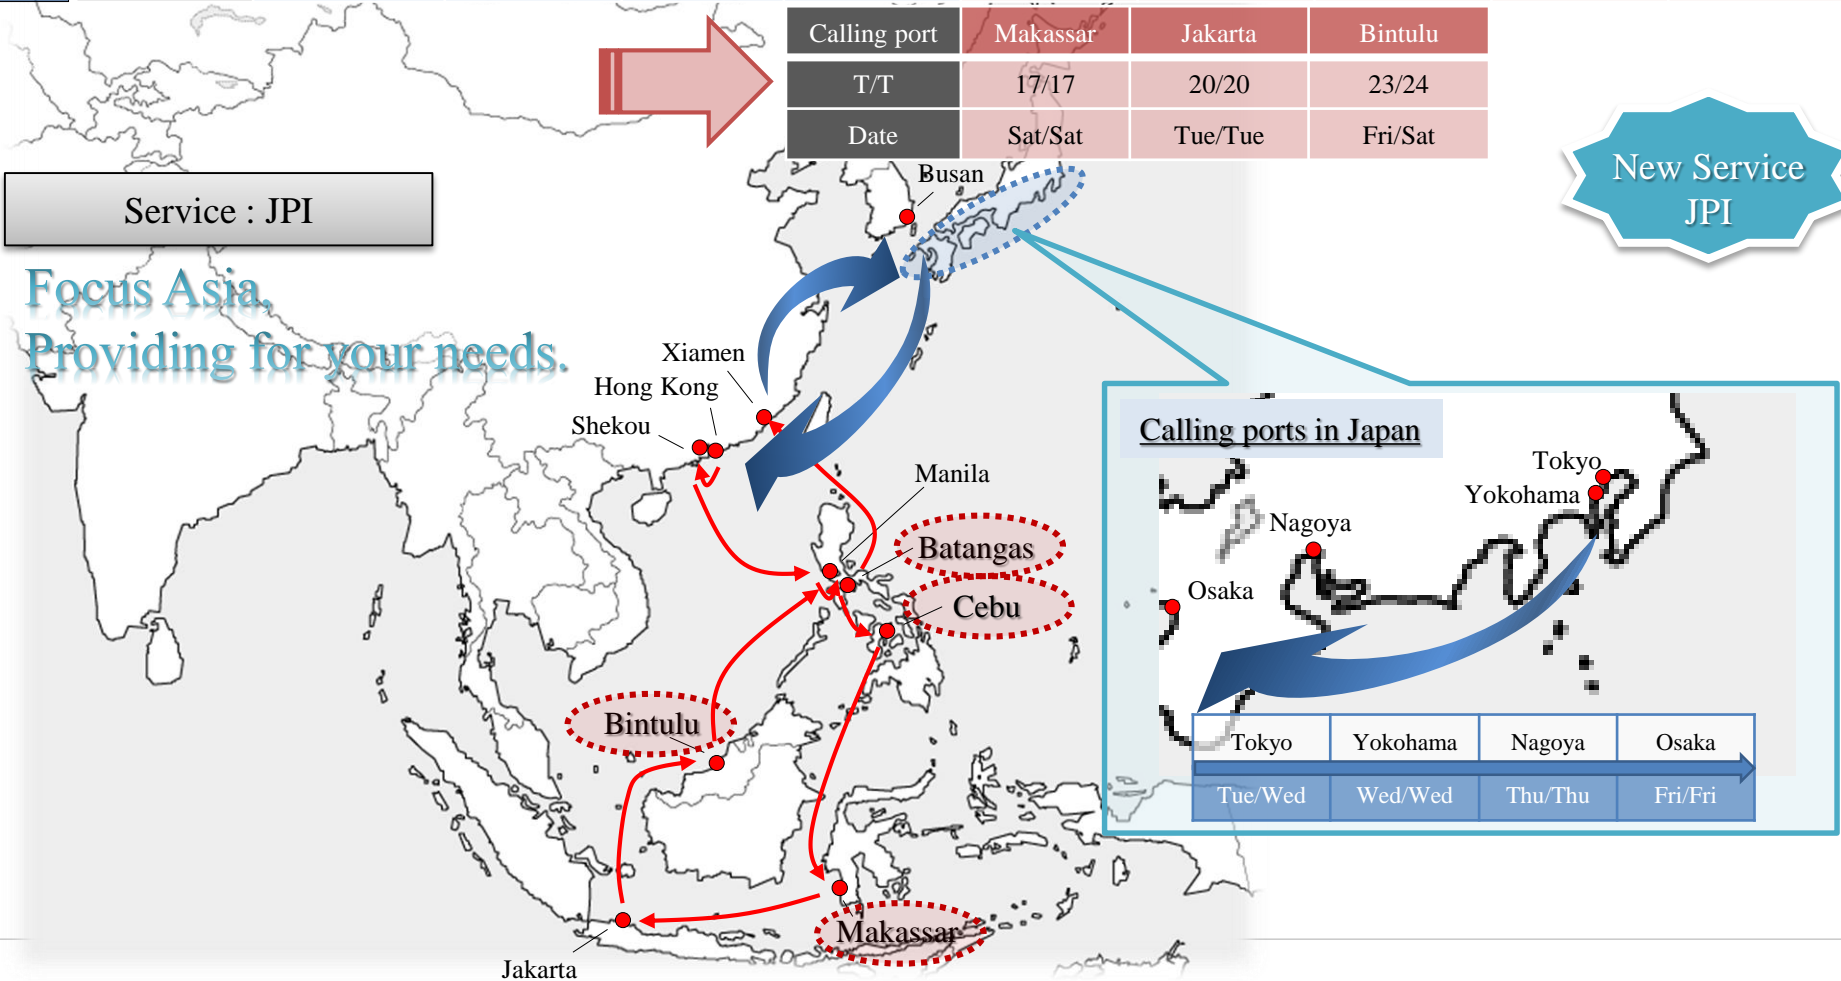 Calling port Makassar Jakarta Bintulu
T/T 17/17 20/20 23/24
Date Sat/Sat Tue/Tue Fri/Sat
New Service
JPI
Service : JPI
Focus Asia,
Providing for your needs.
Busan
Xiamen
Hong Kong
Shekou
Manila
Batangas
Cebu
Bintulu
Makassar
Jakarta
Calling ports in Japan
Tokyo
Yokohama
Nagoya
Osaka
Tokyo Yokohama Nagoya Osaka
Tue/Wed Wed/Wed Thu/Thu Fri/Fri